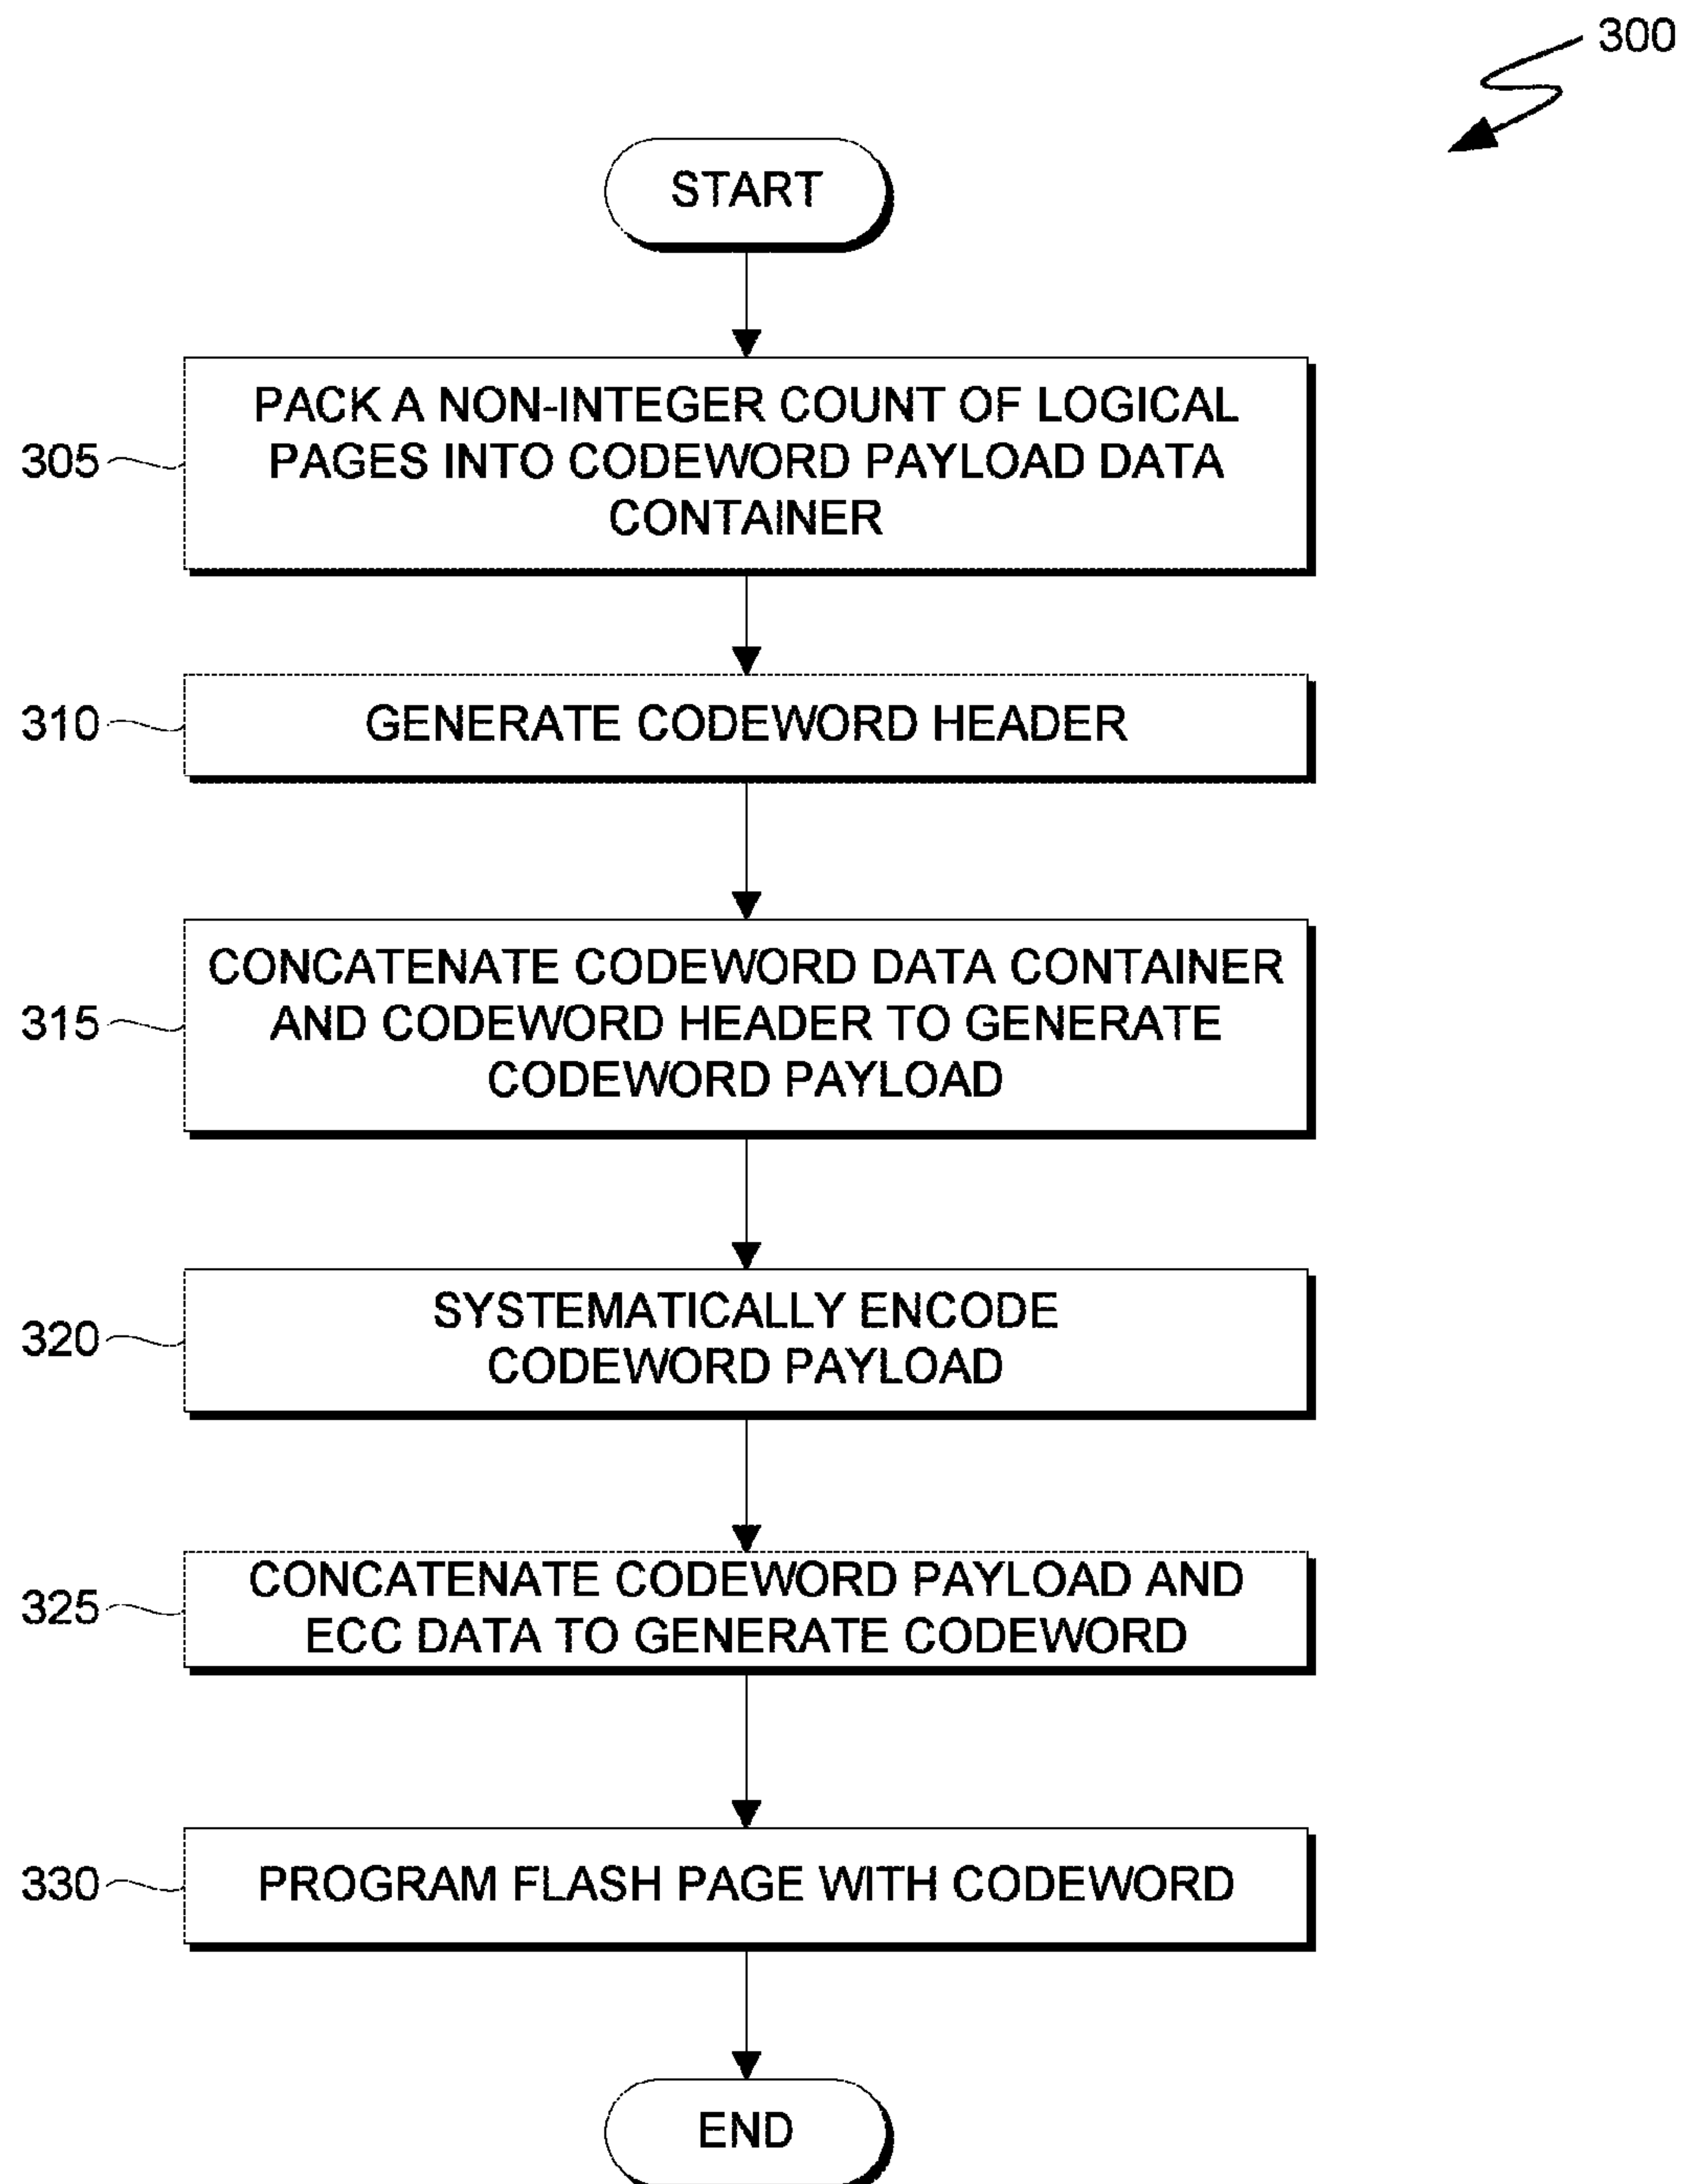 300
START
305
PACK A NON-INTEGER COUNT OF LOGICAL
PAGES INTO CODEWORD PAYLOAD DATA
CONTAINER
310
GENERATE CODEWORD HEADER
315
CONCATENATE CODEWORD DATA CONTAINER
AND CODEWORD HEADER TO GENERATE
CODEWORD PAYLOAD
320
SYSTEMATICALLY ENCODE
CODEWORD PAYLOAD
325
CONCATENATE CODEWORD PAYLOAD AND
ECC DATA TO GENERATE CODEWORD
330
PROGRAM FLASH PAGE WITH CODEWORD
END